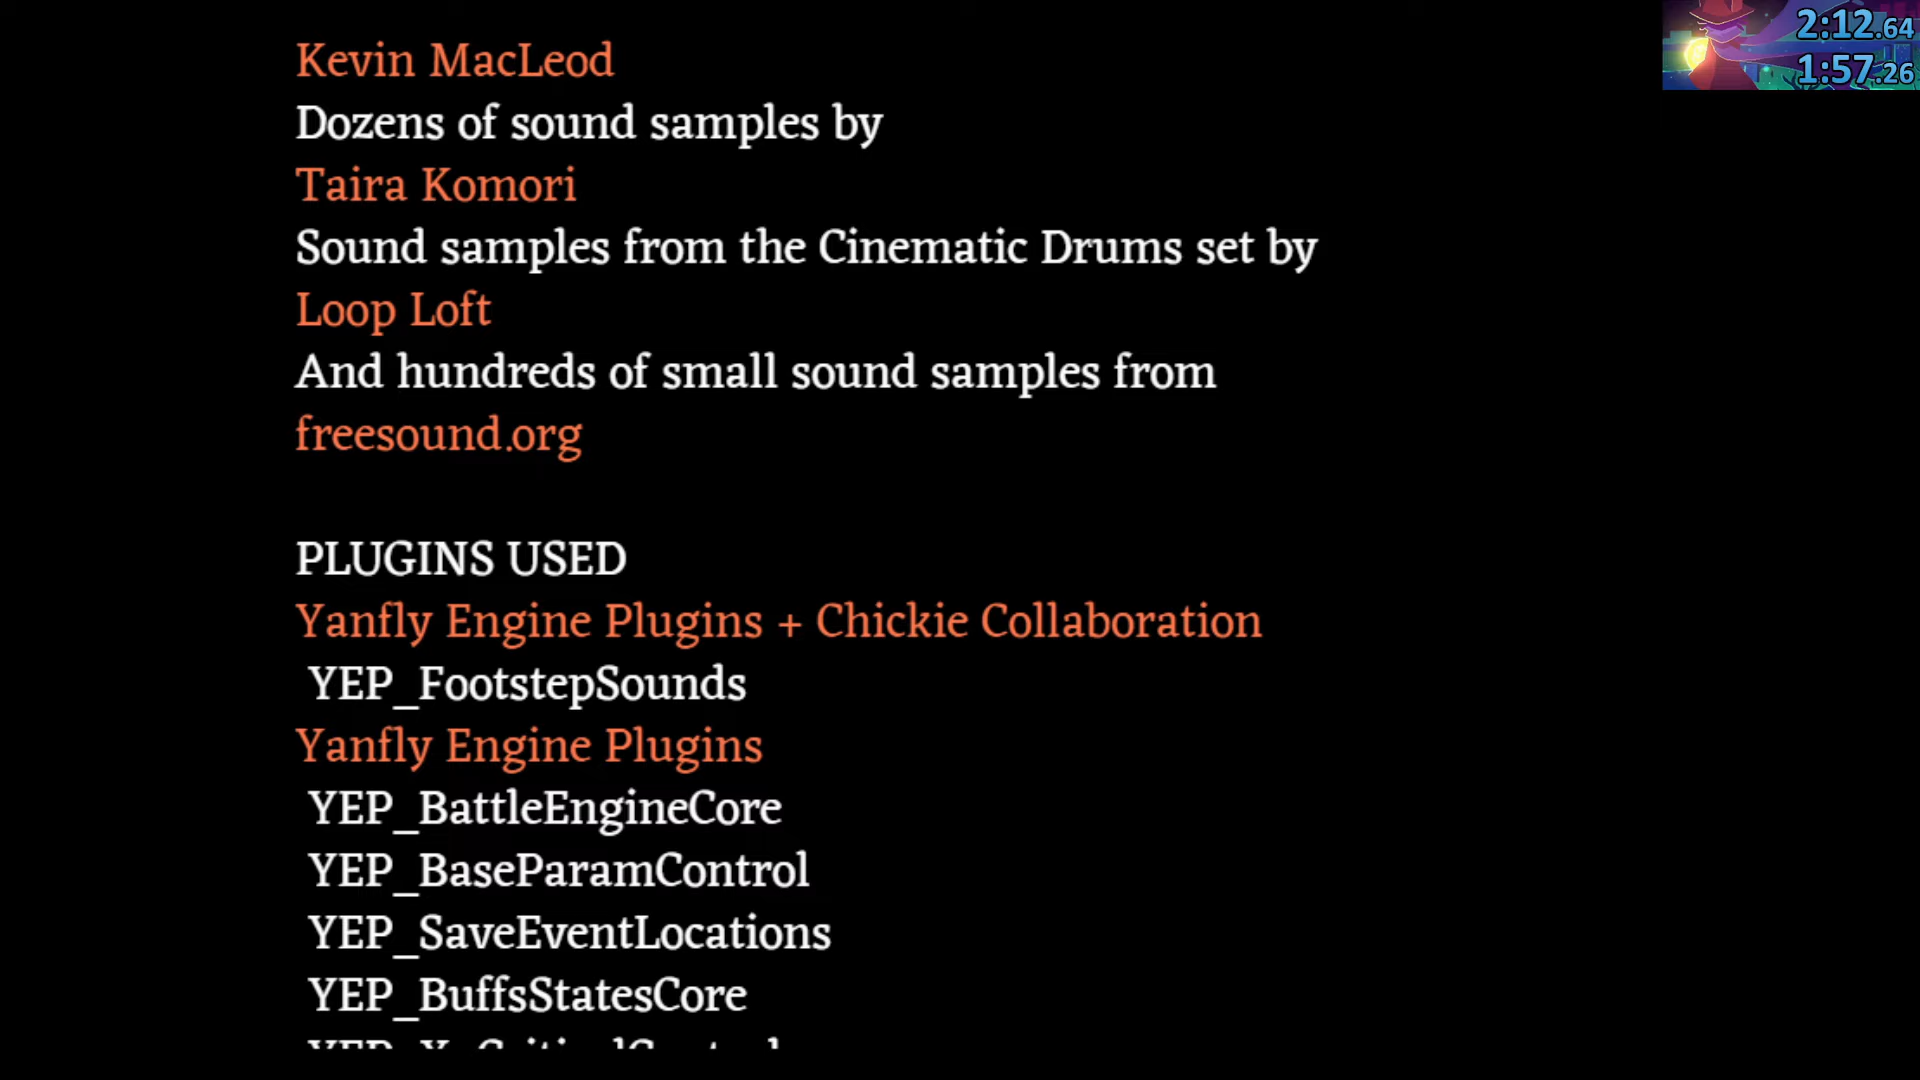 2:12.64
1:57.26
Kevin MacLeod
Dozens of sound samples by
Taira Komori
Sound samples from the Cinematic Drums set by
Loop Loft
And hundreds of small sound samples from
freesound.org
PLUGINS USED
Yanfly Engine Plugins + Chickie Collaboration
YEP_FootstepSounds
Yanfly Engine Plugins
YEP_BattleEngineCore
YEP_BaseParamControl
YEP_SaveEventLocations
YEP_BuffsStatesCore